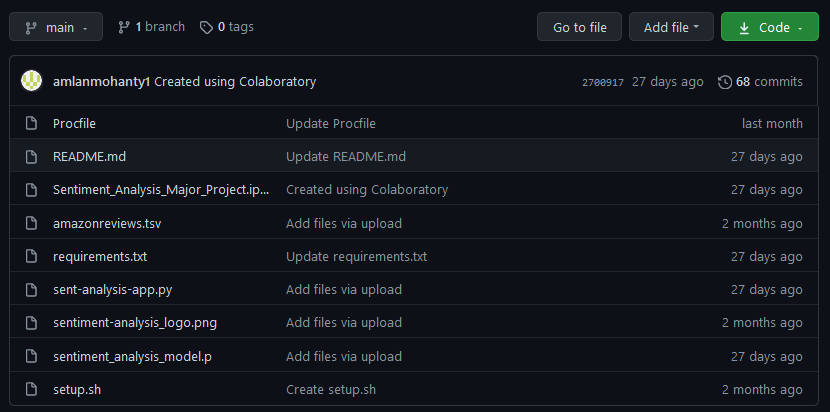 main 1 branch 0 tags Go to file Add file Code
amlanmohanty1 Created using Colaboratory 2700917 27 days ago 68 commits
Procfile Update Procfile last month
README.md Update README.md 27 days ago
Sentiment_Analysis_Major_Project.ip... Created using Colaboratory 27 days ago
amazonreviews.tsv Add files via upload 2 months ago
requirements.txt Update requirements.txt 27 days ago
sent-analysis-app.py Add files via upload 27 days ago
sentiment-analysis_logo.png Add files via upload 2 months ago
sentiment_analysis_model.p Add files via upload 27 days ago
setup.sh Create setup.sh 2 months ago